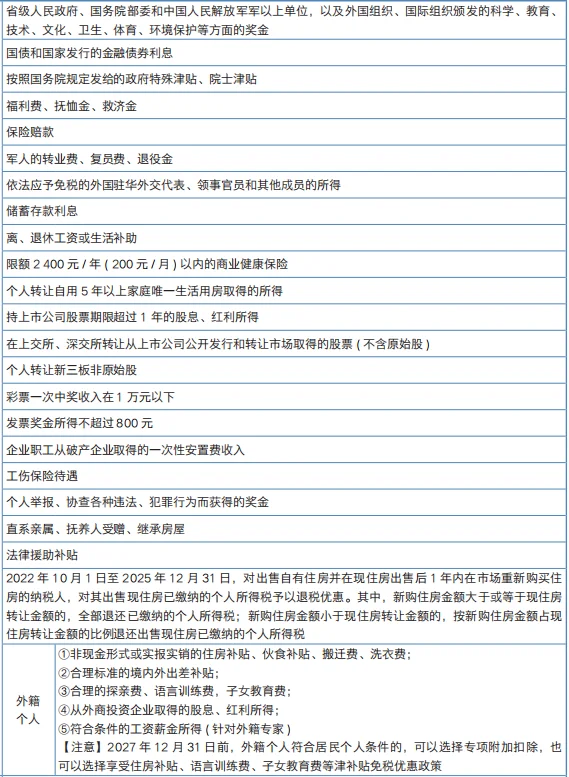 省级人民政府、国务院部委和中国人民解放军军以上单位，以及外国组织、国际组织颁发的科学、教育、
技术、文化、卫生、体育、环境保护等方面的奖金
国债和国家发行的金融债券利息
按照国务院规定发给的政府特殊津贴、院士津贴
福利费、抚恤金、救济金
保险赔款
军人的转业费、复员费、退役金
依法应予免税的外国驻华外交代表、领事官员和其他成员的所得
储蓄存款利息
离、退休工资或生活补助
限额 2 400 元 / 年 ( 200 元 / 月 ) 以内的商业健康保险
个人转让自用 5 年以上家庭唯一生活用房取得的所得
持上市公司股票期限超过 1 年的股息、红利所得
在上交所、深交所转让从上市公司公开发行和转让市场取得的股票 ( 不含原始股 )
个人转让新三板非原始股
彩票一次中奖收入在 1 万元以下
发票奖金所得不超过 800 元
企业职工从破产企业取得的一次性安置费收入
工伤保险待遇
个人举报、协查各种违法、犯罪行为而获得的奖金
直系亲属、抚养人受赠、继承房屋
法律援助补贴
2022 年 10 月 1 日至 2025 年 12 月 31 日，对出售自有住房并在现住房出售后 1 年内在市场重新购买住
房的纳税人，对其出售现住房已缴纳的个人所得税予以退税优惠。其中，新购住房金额大于或等于现住房
转让金额的，全部退还已缴纳的个人所得税；新购住房金额小于现住房转让金额的，按新购住房金额占现
住房转让金额的比例退还出售现住房已缴纳的个人所得税
外籍
个人
①非现金形式或实报实销的住房补贴、伙食补贴、搬迁费、洗衣费；
②合理标准的境内外出差补贴；
③合理的探亲费、语言训练费，子女教育费；
④从外商投资企业取得的股息、红利所得；
⑤符合条件的工资薪金所得 ( 针对外籍专家 )
【注意】2027 年 12 月 31 日前，外籍个人符合居民个人条件的，可以选择专项附加扣除，也
可以选择享受住房补贴、语言训练费、子女教育费等津补贴免税优惠政策